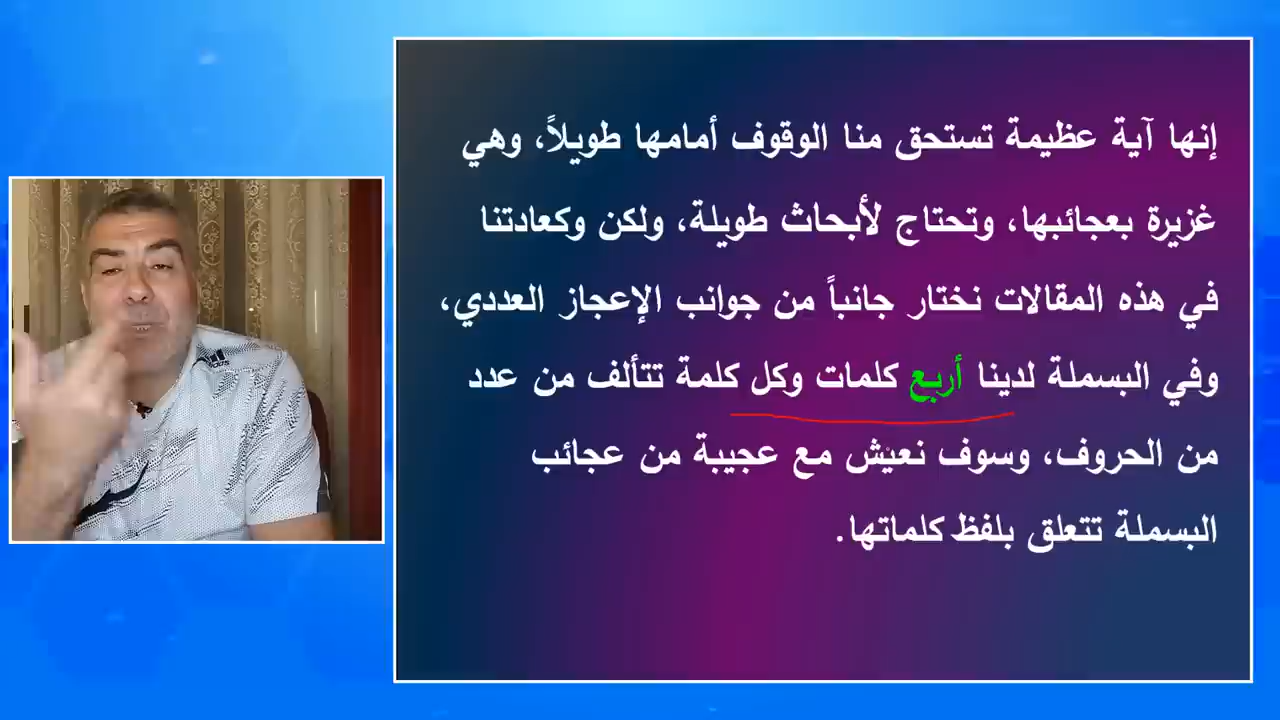 إنها آية عظيمة تستحق منا الوقوف أمامها طويلاً، وهي
غزيرة بعجائبها، وتحتاج لأبحاث طويلة، ولكن وكعادتنا
في هذه المقالات نختار جانباً من جوانب الإعجاز العددي،
وفي البسملة لدينا أربع كلمات وكل كلمة تتألف من عدد
من الحروف، وسوف نعيش مع عجيبة من عجائب
البسملة تتعلق بلفظ كلماتها.
adidas